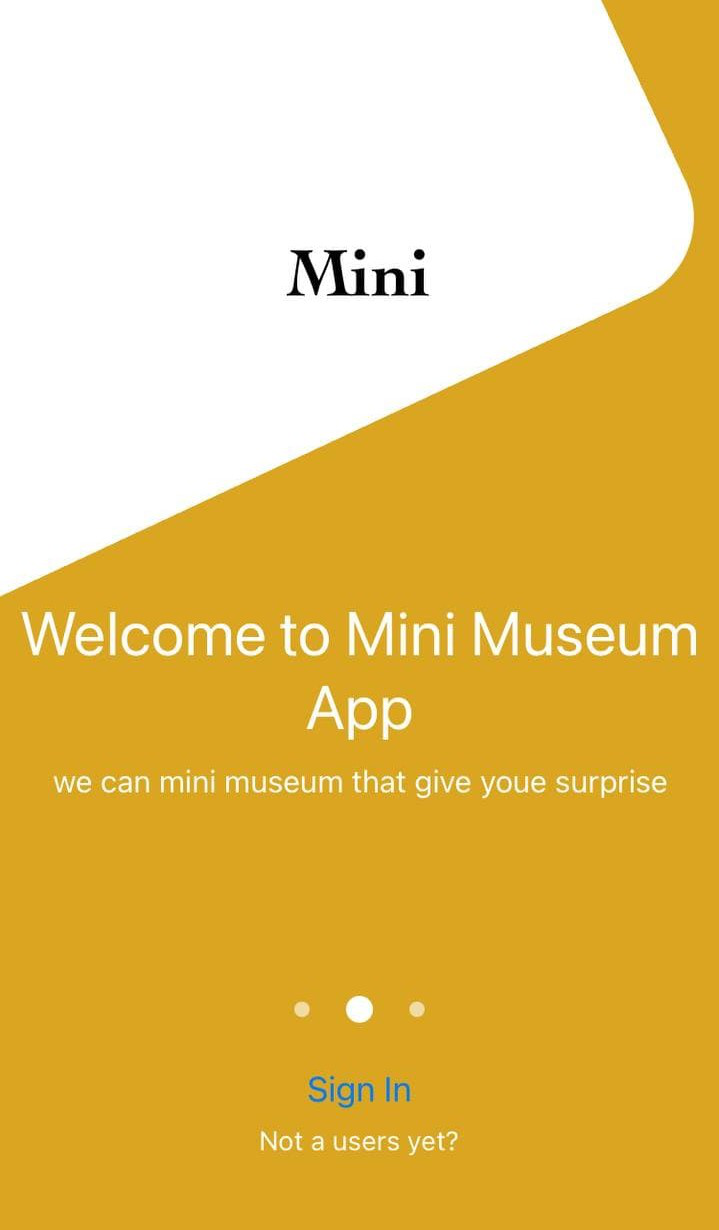 Mini
Welcome to Mini Museum
App
we can mini museum that give youe surprise
Sign In
Not a users yet?